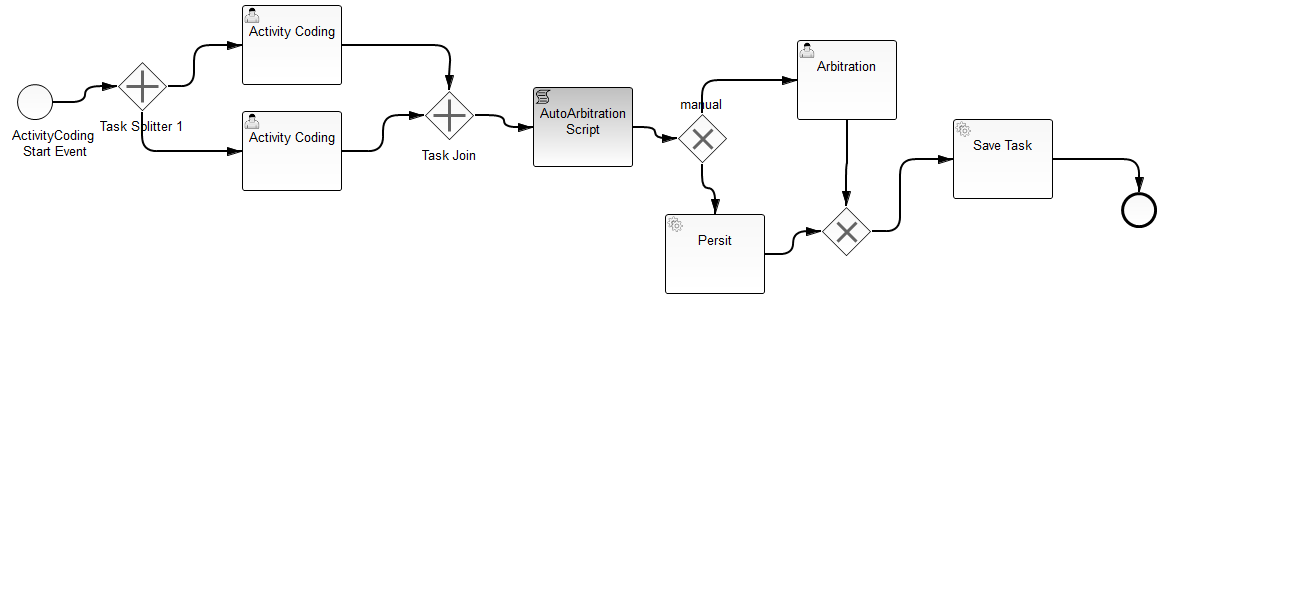 Activity Coding
ActivityCoding
Start Event
Task Splitter 1
Activity Coding
Task Join
AutoArbitration
Script
manual
Arbitration
Persit
Save Task